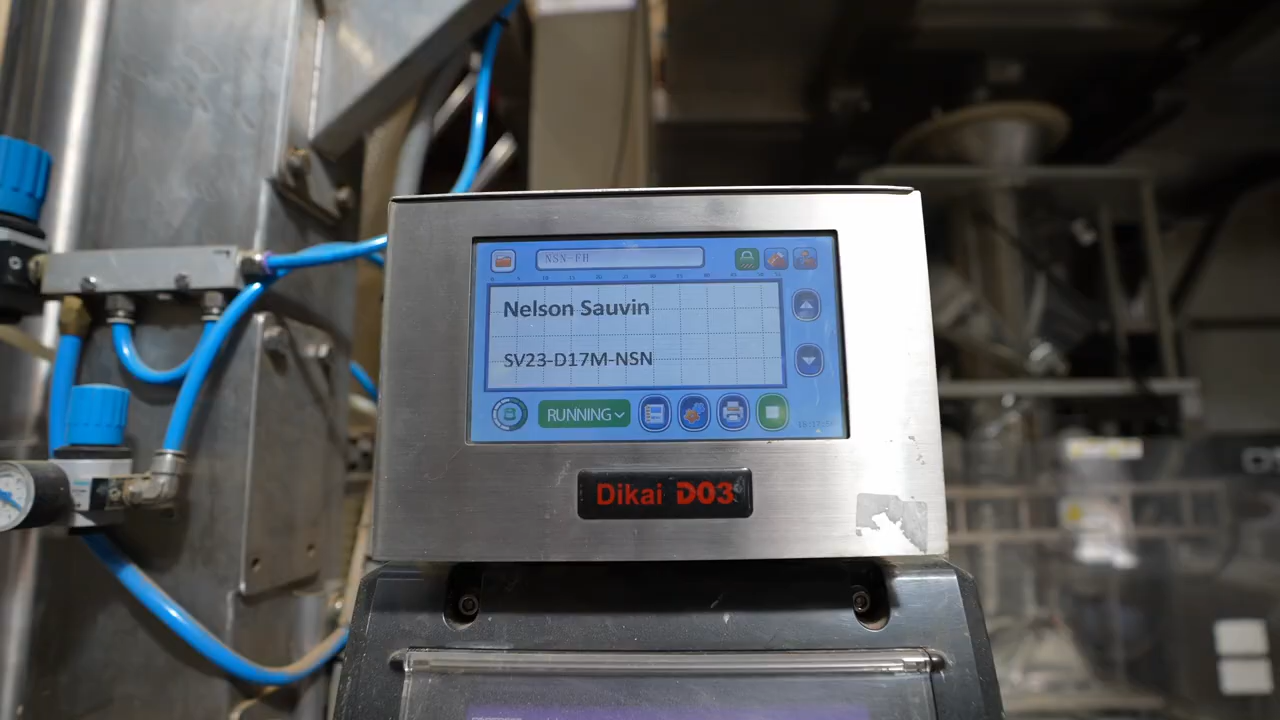 NSN-FH
Nelson Sauvin
SV23-D17M-NSN
RUNNING
Dikai D03